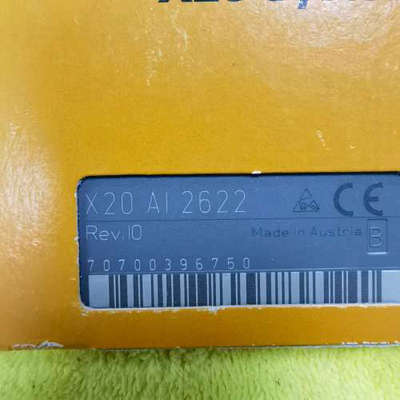 X20 AI 2622
CE
Rev.I0
Made in Austria
B
70700396750